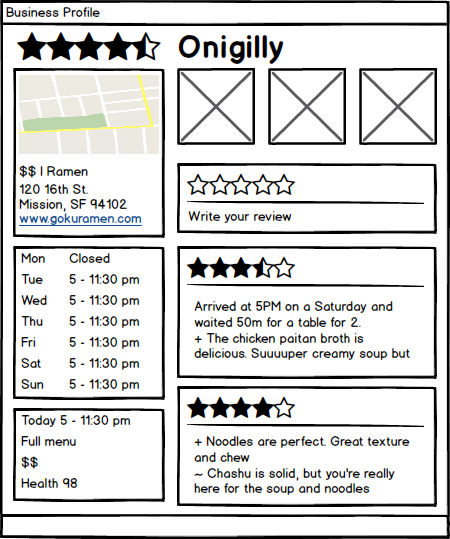 Business Profile
Onigilly
$$ | Ramen
120 16th St.
Mission, SF 94102
www.gokuramen.com
Mon Closed
Tue 5 - 11:30 pm
Wed 5 - 11:30 pm
Thu 5 - 11:30 pm
Fri 5 - 11:30 pm
Sat 5 - 11:30 pm
Sun 5 - 11:30 pm
Today 5 - 11:30 pm
Full menu
$$
Health 98
Write your review
Arrived at 5PM on a Saturday and
waited 50m for a table for 2.
+ The chicken paitan broth is
delicious. Suuuuper creamy soup but
+ Noodles are perfect. Great texture
and chew
~ Chashu is solid, but you're really
here for the soup and noodles